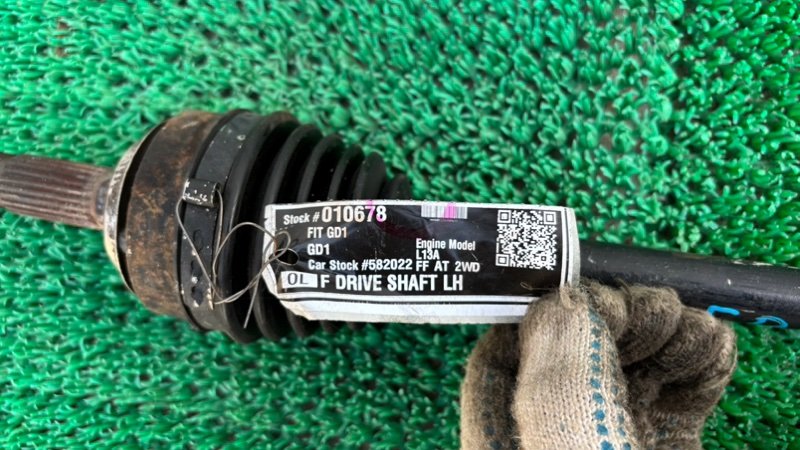 Stock # 010678
FIT GD1
GD1 Engine Model L13A
Car Stock #582022 FF AT 2WD
OL F DRIVE SHAFT LH